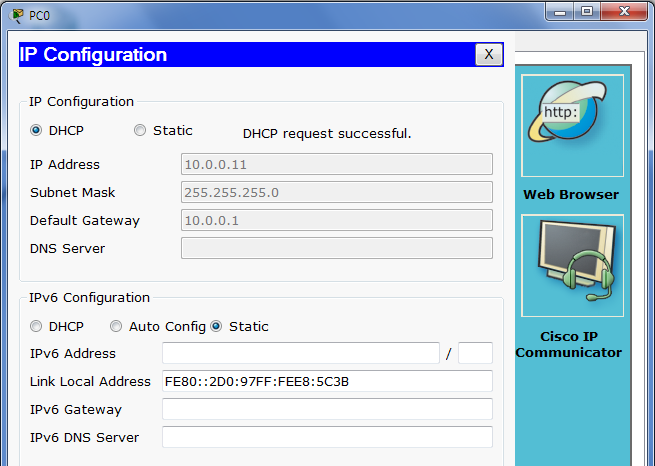 PC0
IP Configuration
X
IP Configuration
DHCP
Static
DHCP request successful.
IP Address
10.0.0.11
Subnet Mask
255.255.255.0
Default Gateway
10.0.0.1
DNS Server
IPv6 Configuration
DHCP
Auto Config
Static
IPv6 Address
/
Link Local Address
FE80::2D0:97FF:FEE8:5C3B
IPv6 Gateway
IPv6 DNS Server
http:
Web Browser
Cisco IP
Communicator